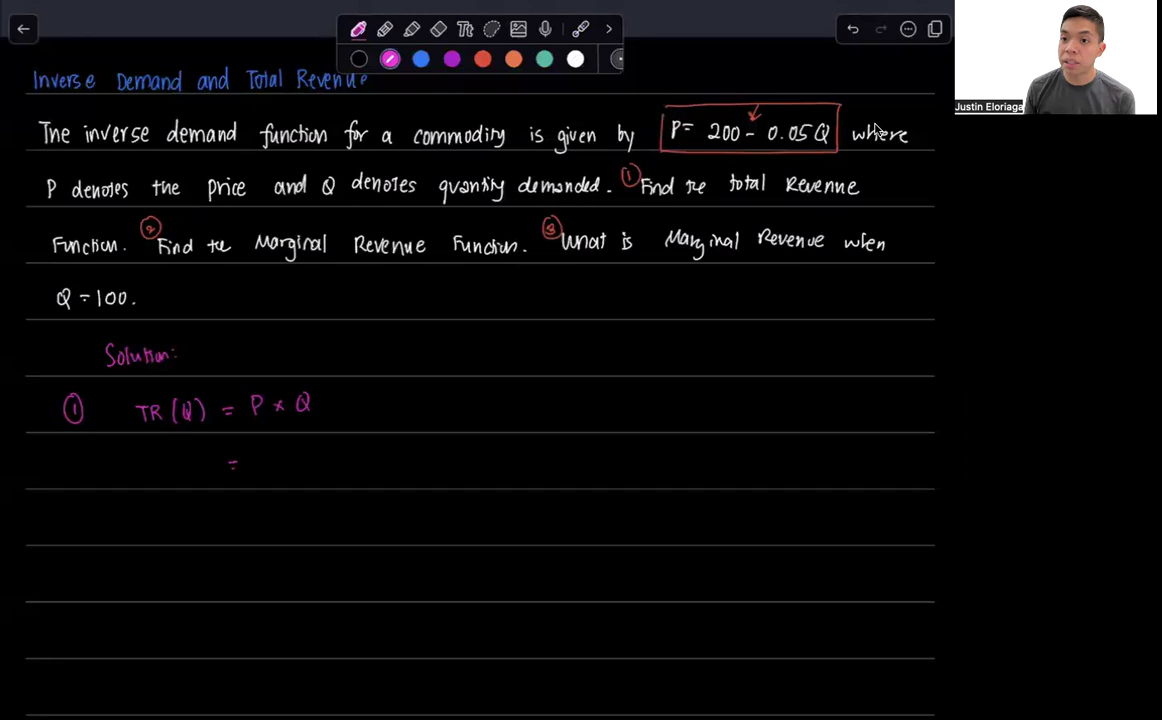 Justin Eloriaga
Inverse Demand and Total Revenue
The inverse demand function for a commodity is given by P = 200 - 0.05Q where
P denotes the price and Q denotes quantity demanded. ① Find the total Revenue
Function. ② Find the Marginal Revenue Function. ③ What is Marginal Revenue when
Q = 100.
Solution:
① TR (Q) = P × Q
=